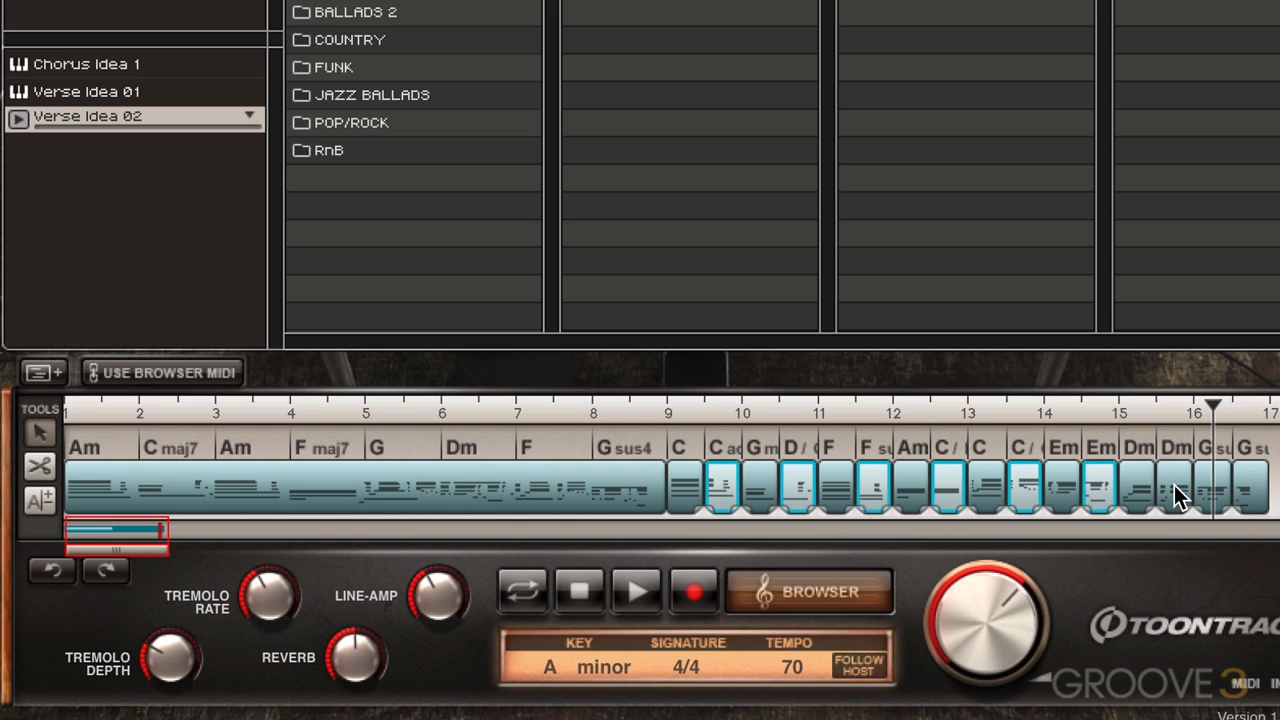 BALLADS 2
COUNTRY
FUNK
JAZZ BALLADS
POP/ROCK
RnB
Chorus Idea 1
Verse Idea 01
Verse Idea 02
USE BROWSER MIDI
TOOLS
1 2 3 4 5 6 7 8 9 10 11 12 13 14 15 16 17
Am C maj7 Am F maj7 G Dm F G sus4 C C G m D / F F Am C / C C / Em Em Dm Dm G G
A
TREMOLO RATE
LINE-AMP
TREMOLO DEPTH
REVERB
BROWSER
KEY SIGNATURE TEMPO
A minor 4/4 70 FOLLOW HOST
TOONTRAC
GROOVE 3
MIDI IN
Version 1